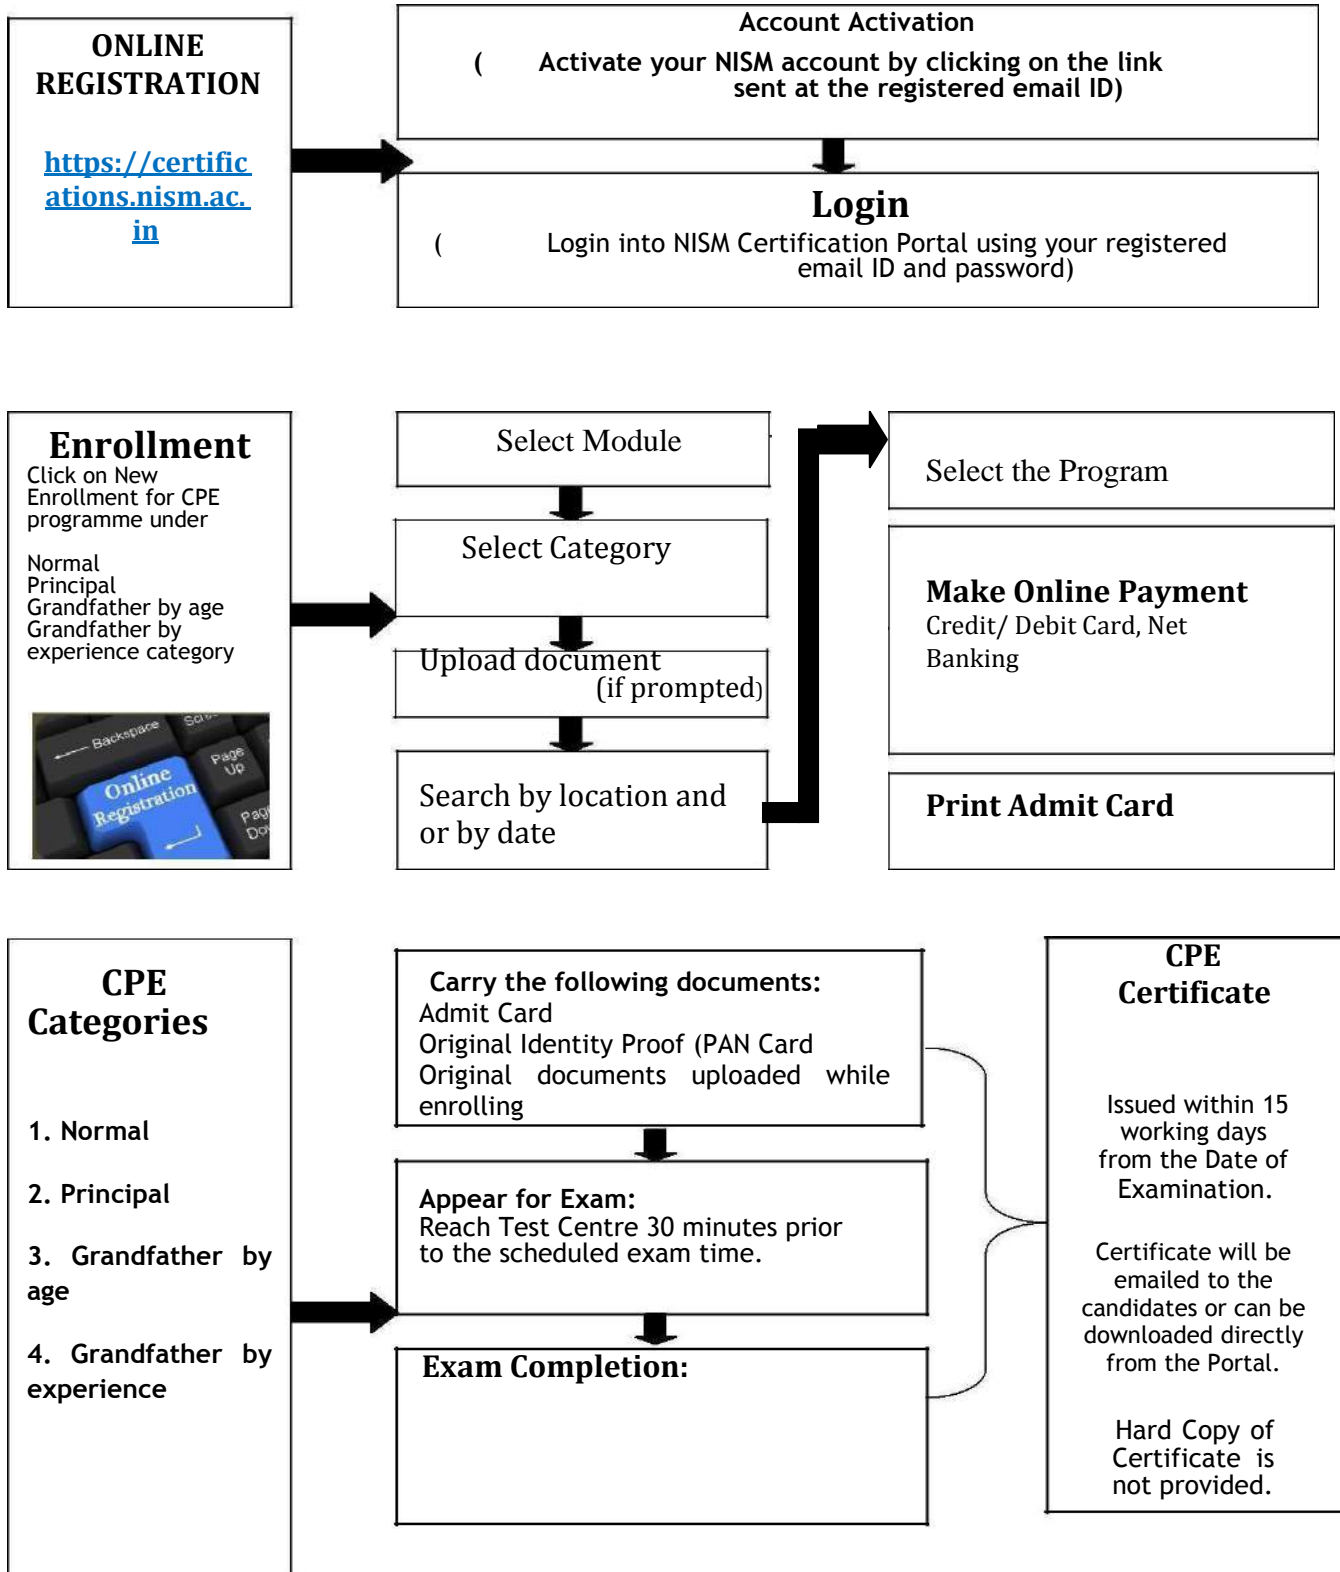 ONLINE
REGISTRATION
https://certific
ations.nism.ac.
in
Account Activation
( Activate your NISM account by clicking on the link
sent at the registered email ID)
Login
( Login into NISM Certification Portal using your registered
email ID and password)
Enrollment
Click on New
Enrollment for CPE
programme under
Normal
Principal
Grandfather by age
Grandfather by
experience category
Backspace
Page
Up
Online
Registration
Select Module
Select Category
Upload document
(if prompted)
Search by location and
or by date
Select the Program
Make Online Payment
Credit/ Debit Card, Net
Banking
Print Admit Card
CPE
Categories
1. Normal
2. Principal
3. Grandfather by
age
4. Grandfather by
experience
Carry the following documents:
Admit Card
Original Identity Proof (PAN Card
Original documents uploaded while
enrolling
Appear for Exam:
Reach Test Centre 30 minutes prior
to the scheduled exam time.
Exam Completion:
CPE
Certificate
Issued within 15
working days
from the Date of
Examination.
Certificate will be
emailed to the
candidates or can be
downloaded directly
from the Portal.
Hard Copy of
Certificate is
not provided.